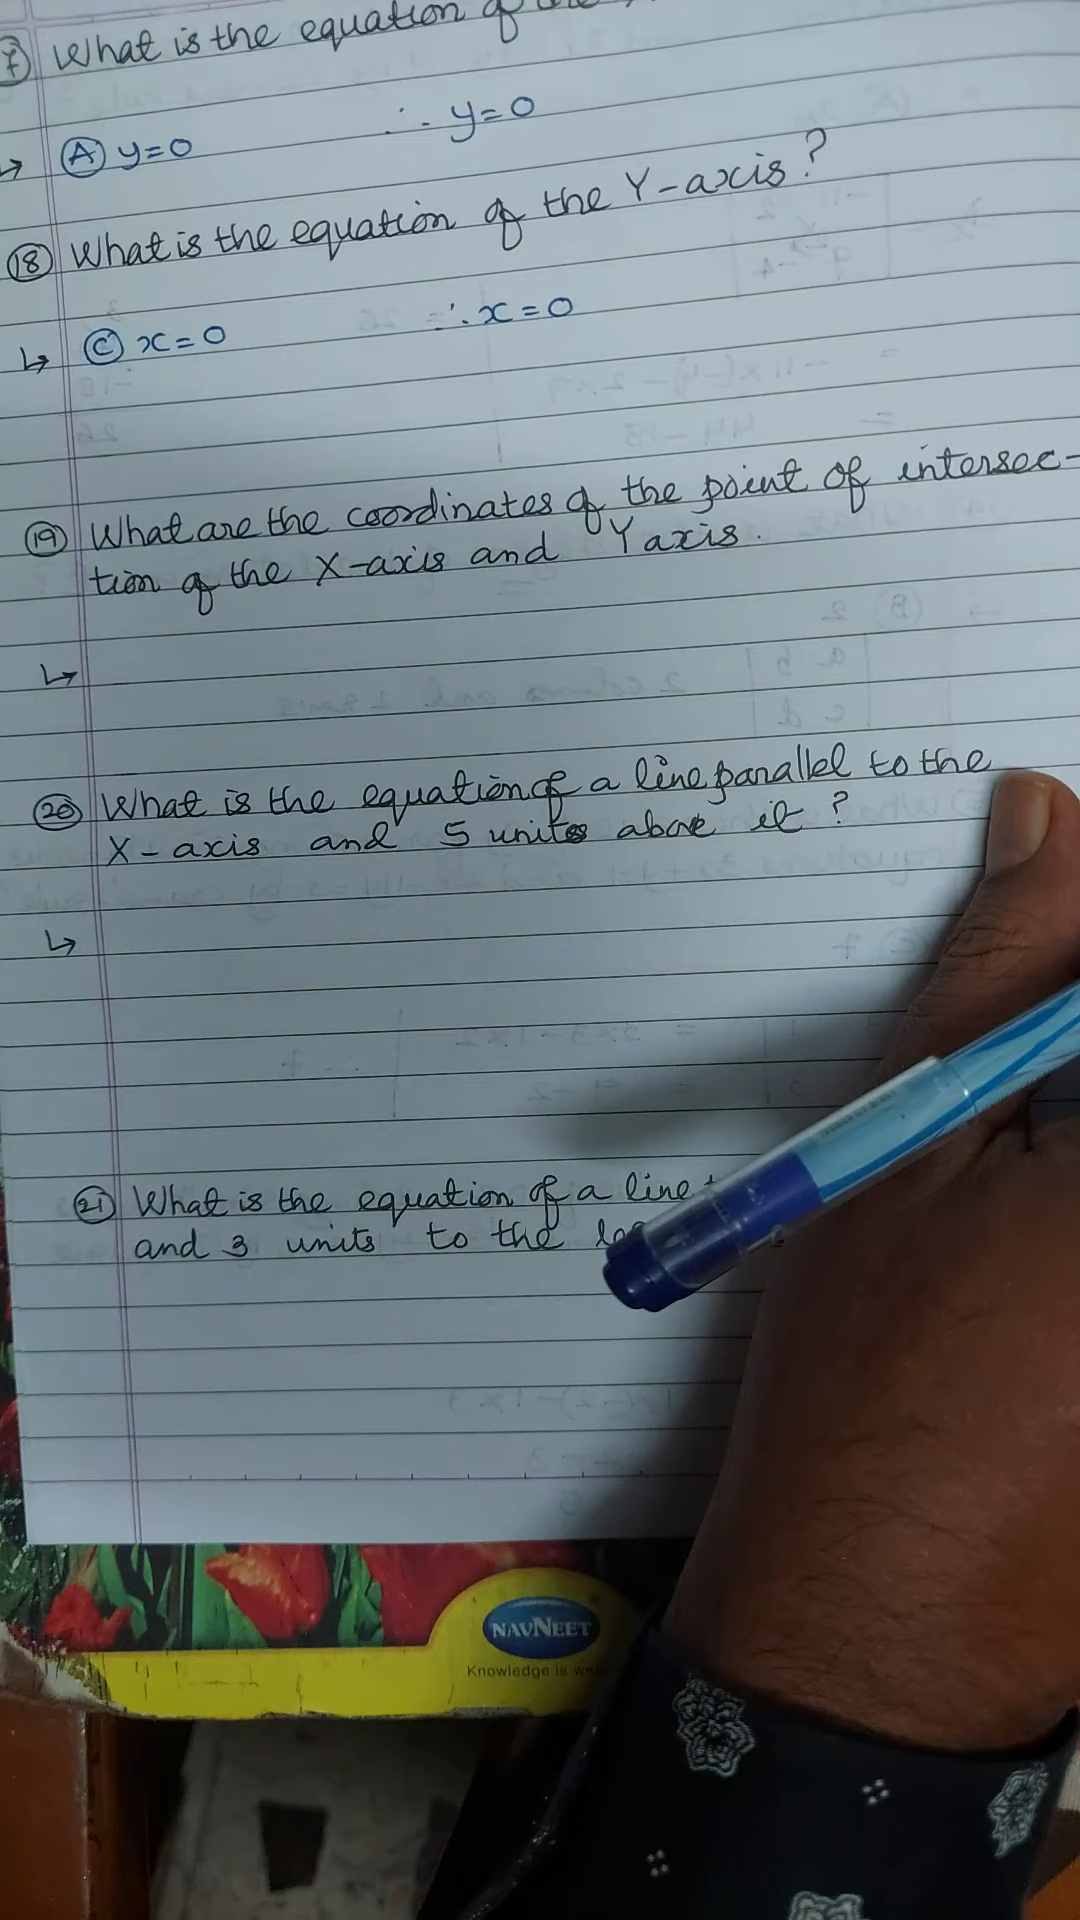 7) What is the equation of the
↳ (A) y=0 ∴ y=0
(18) What is the equation of the Y-axis?
↳ (C) x=0 ∴ x=0
(19) What are the coordinates of the point of intersec-
tion of the X-axis and Y axis.
↳
(20) What is the equation of a line parallel to the
X-axis and 5 units above it?
↳
(21) What is the equation of a line
and 3 units to the
NAVNEET
Knowledge is